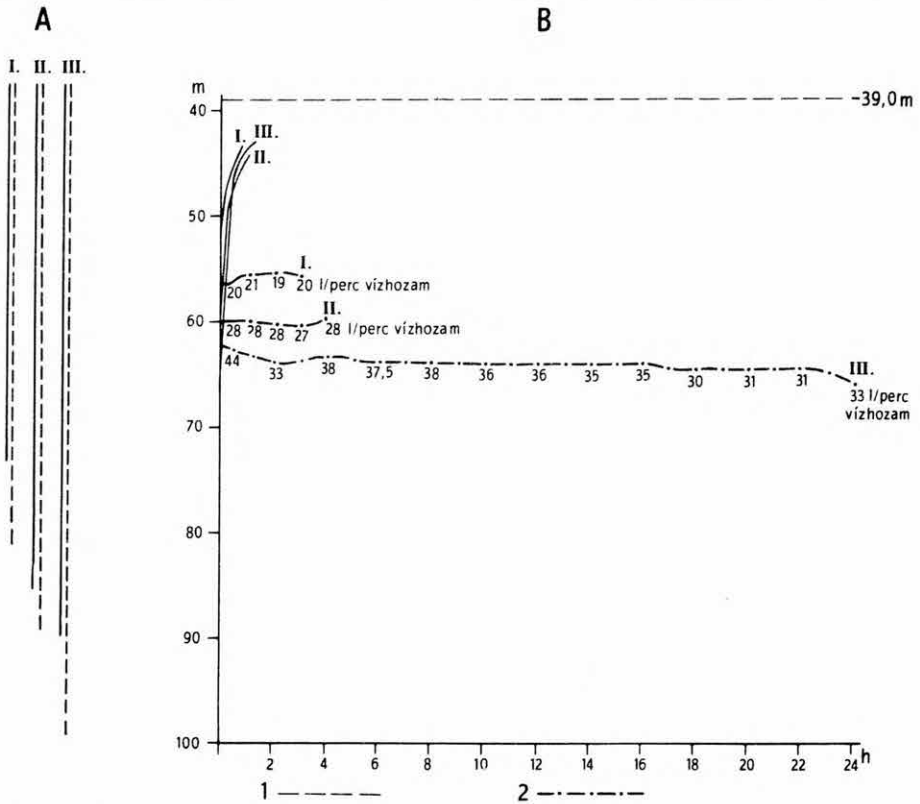 A
B
I. II. III.
m
40
39,0 m
I. III.
II.
50
I.
20 21 19 20 l/perc vízhozam
II.
60
28 28 28 27 28 l/perc vízhozam
III.
44 33 38 37,5 38 36 36 35 35 30 31 31 33 l/perc
vízhozam
70
80
90
100
2 4 6 8 10 12 14 16 18 20 22 24 h
1
2